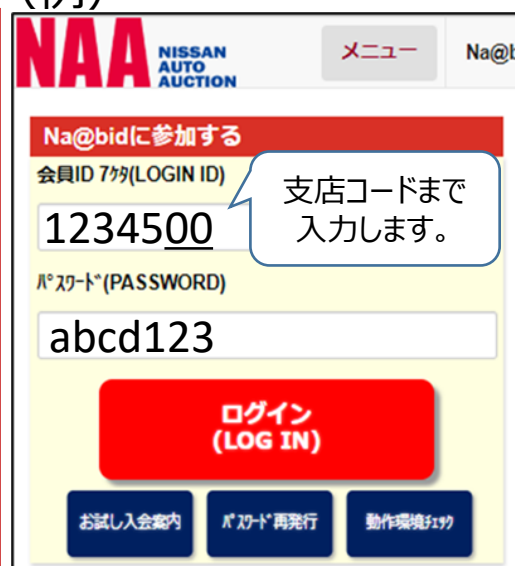 (例)
NAA NISSAN
AUTO
AUCTION
メニュー
Na@b
Na@bidに参加する
会員ID 7ｹﾀ(LOGIN ID)
支店コードまで
入力します。
1234500
ﾊﾟｽﾜｰﾄﾞ(PASSWORD)
abcd123
ログイン
(LOG IN)
お試し入会案内
ﾊﾟｽﾜｰﾄﾞ再発行
動作環境ﾁｪｯｸ